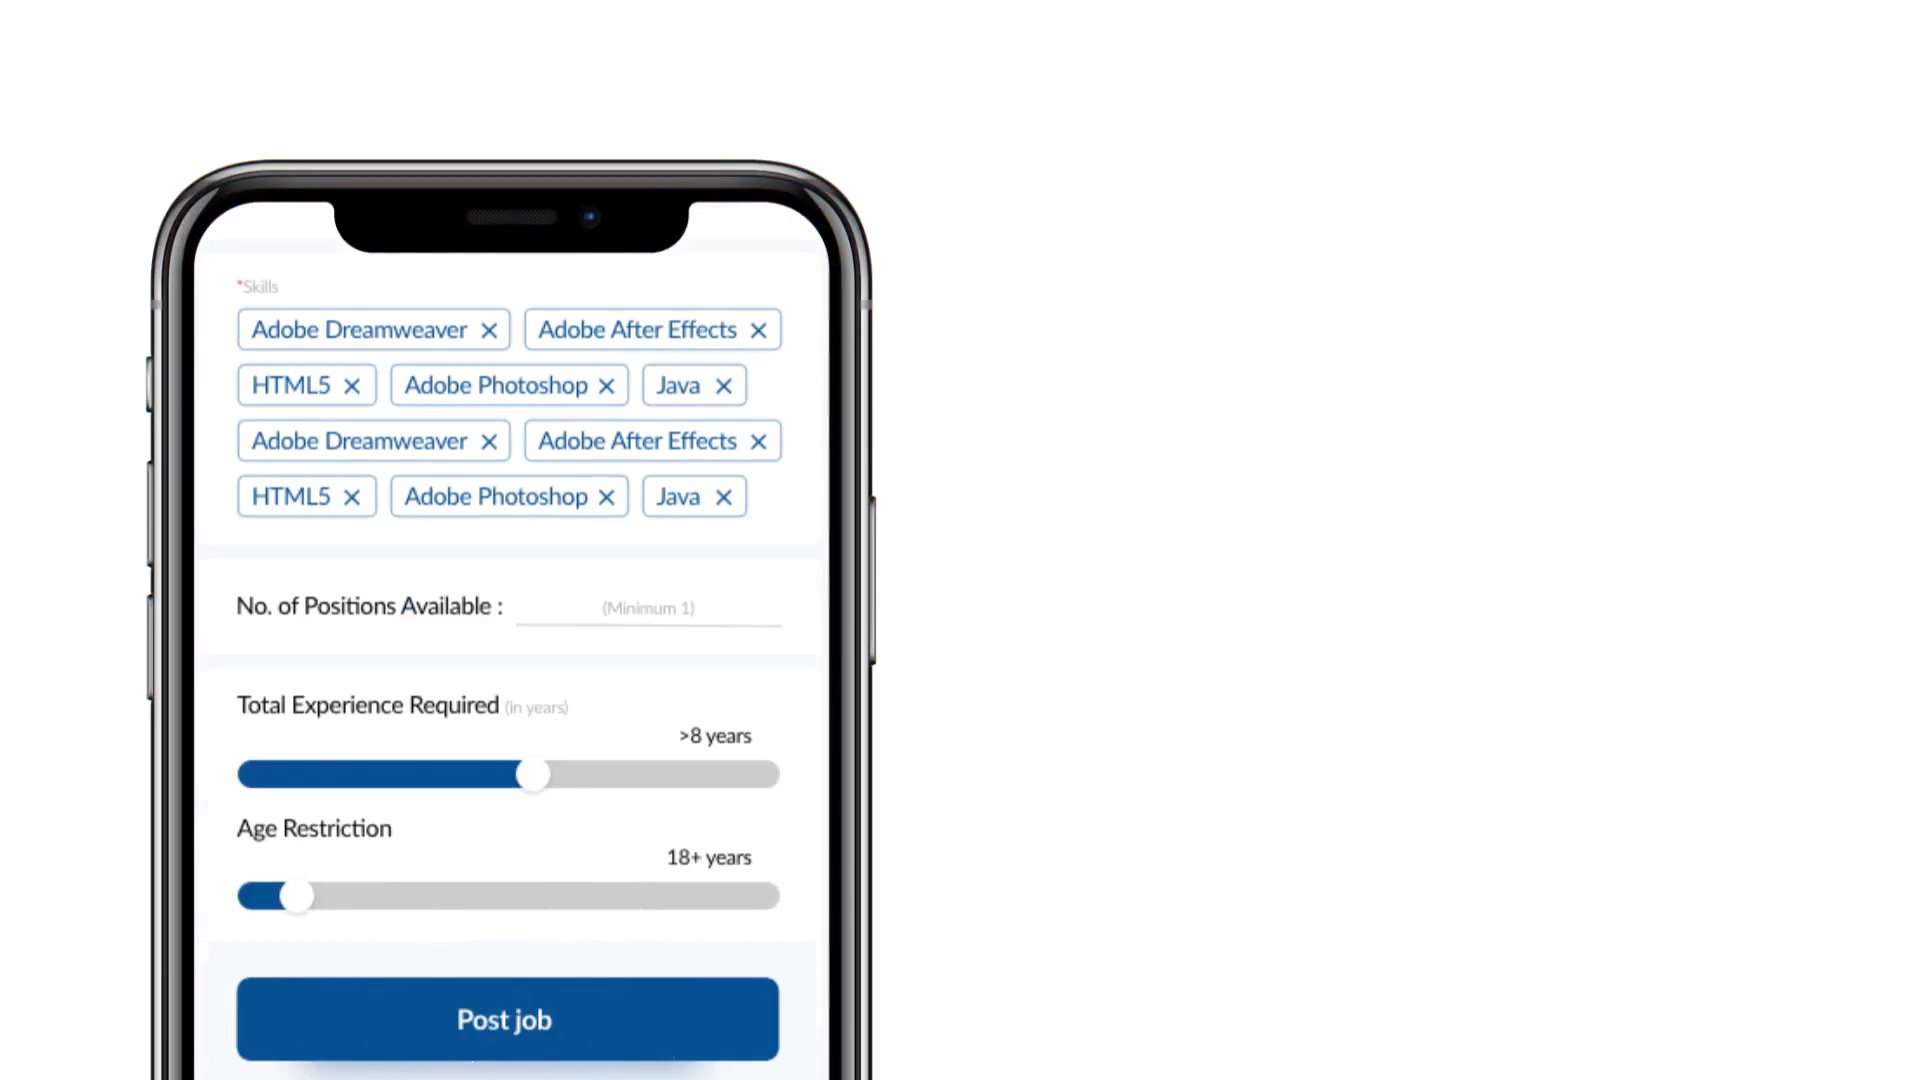 *Skills
Adobe Dreamweaver × Adobe After Effects ×
HTML5 × Adobe Photoshop × Java ×
Adobe Dreamweaver × Adobe After Effects ×
HTML5 × Adobe Photoshop × Java ×
No. of Positions Available : (Minimum 1)
Total Experience Required (in years)
>8 years
Age Restriction
18+ years
Post job